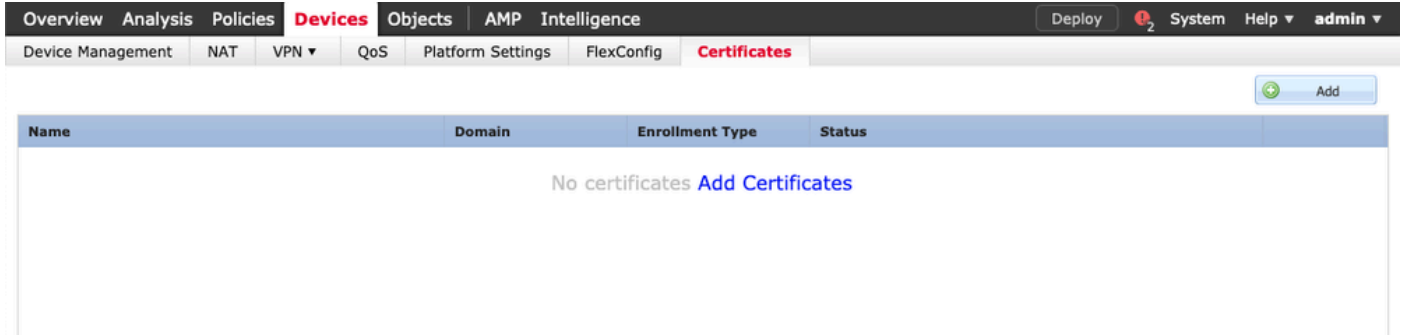 Overview Analysis Policies Devices Objects AMP Intelligence Deploy 2 System Help ▾ admin ▾
Device Management NAT VPN ▾ QoS Platform Settings FlexConfig Certificates
Add
Name Domain Enrollment Type Status
No certificates Add Certificates